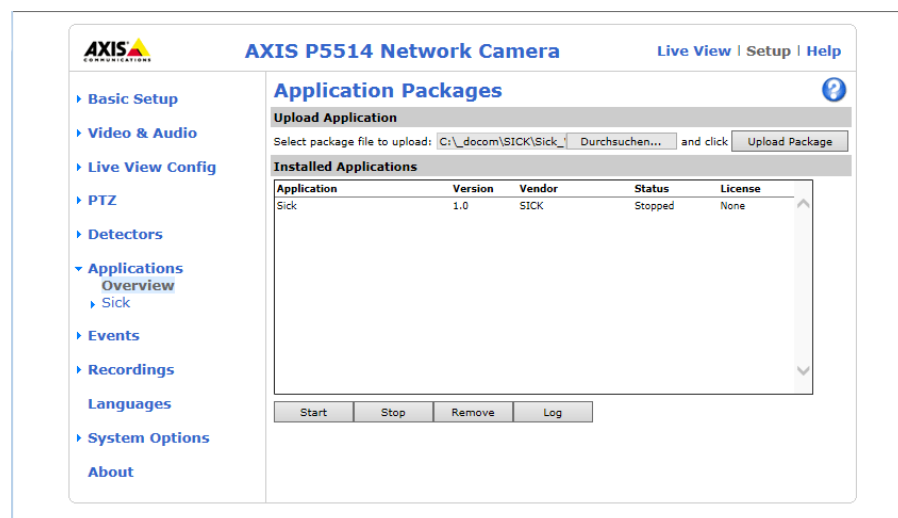 AXIS
COMMUNICATIONS
AXIS P5514 Network Camera
Live View | Setup | Help
Basic Setup
Video & Audio
Live View Config
PTZ
Detectors
Applications
Overview
Sick
Events
Recordings
Languages
System Options
About
Application Packages
Upload Application
Select package file to upload: C:\_docom\SICK\Sick_ Durchsuchen... and click Upload Package
Installed Applications
Application Version Vendor Status License
Sick 1.0 SICK Stopped None
Start Stop Remove Log